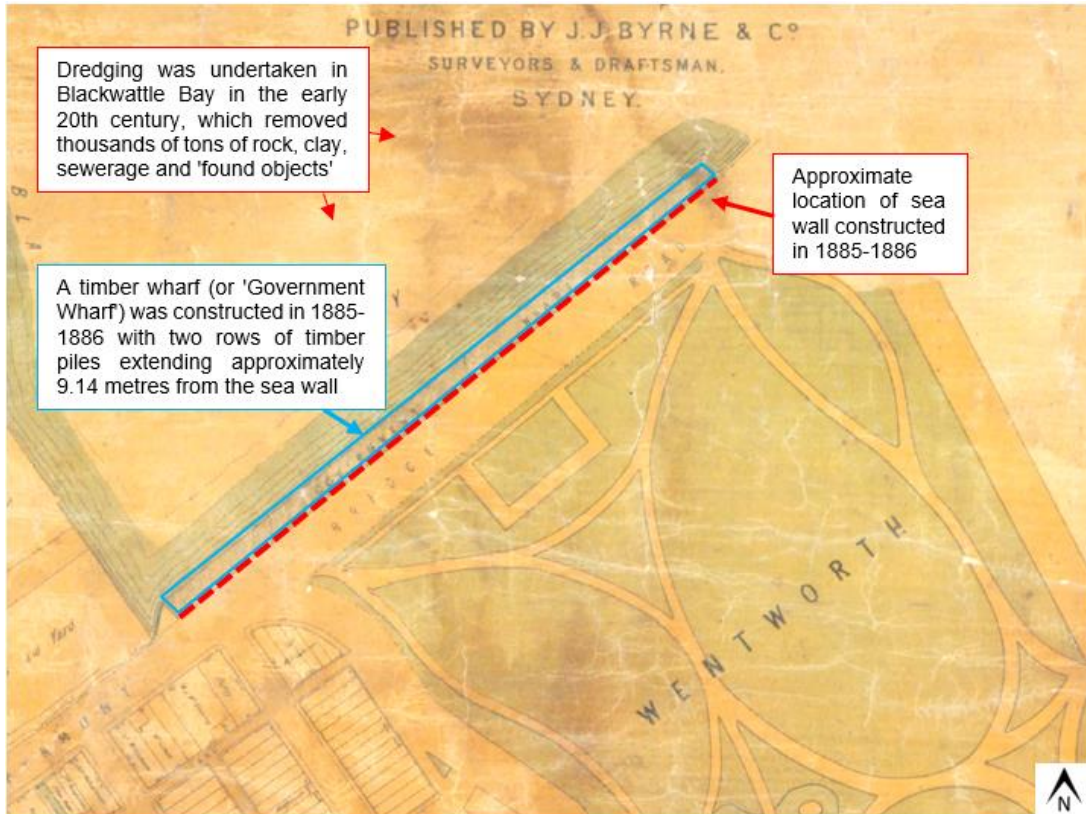 PUBLISHED BY J.J.BYRNE & Cº
SURVEYORS & DRAFTSMAN.
SYDNEY.
Dredging was undertaken in
Blackwattle Bay in the early
20th century, which removed
thousands of tons of rock, clay,
sewerage and 'found objects'
Approximate
location of sea
wall constructed
in 1885-1886
A timber wharf (or 'Government
Wharf') was constructed in 1885-
1886 with two rows of timber
piles extending approximately
9.14 metres from the sea wall
B L A
ROAD
BRIDGE
WENTWORTH
Yard
N